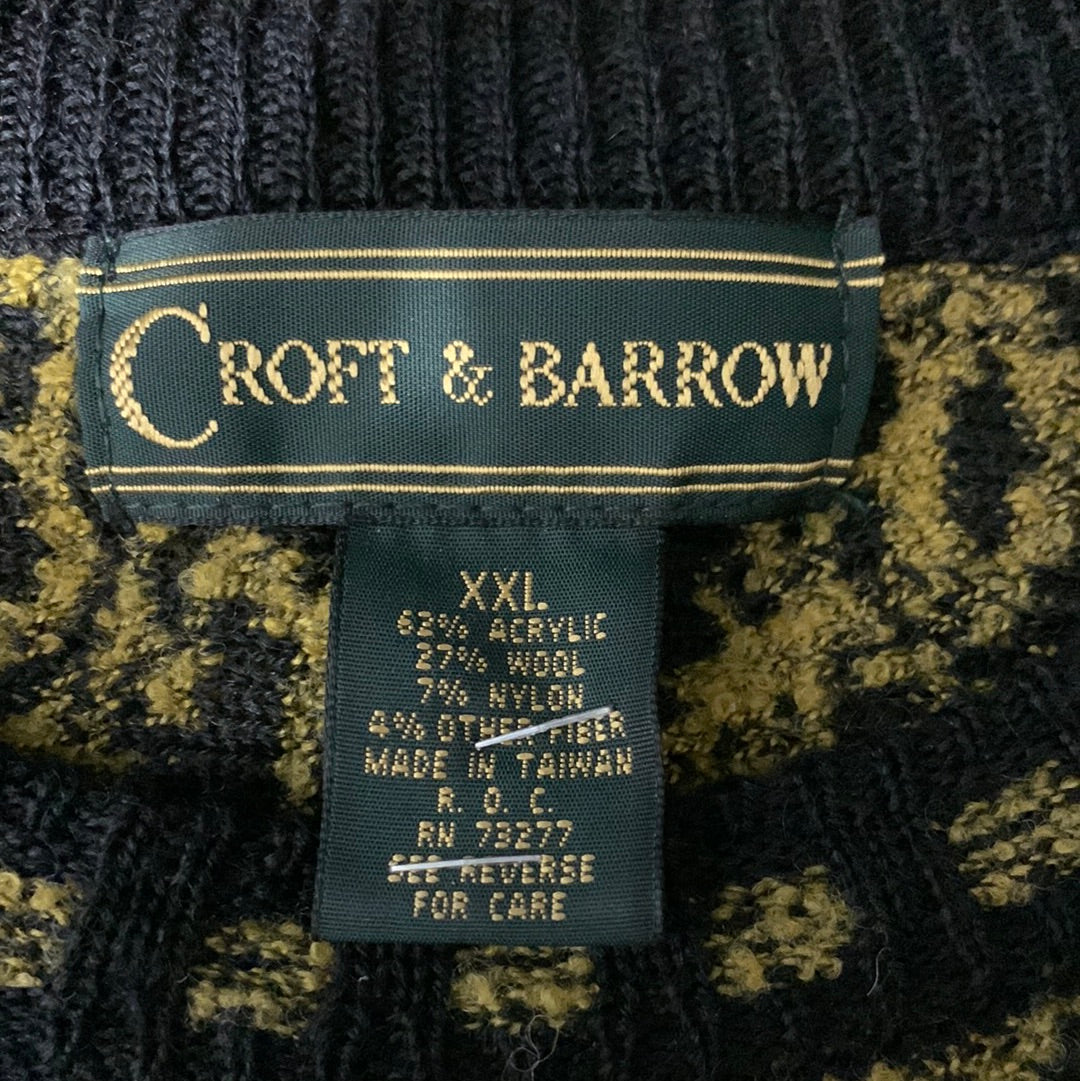 CROFT & BARROW
XXL
63% ACRYLIC
27% WOOL
7% NYLON
4% OTHER FIBER
MADE IN TAIWAN
R. O. C.
RN 73277
SEE REVERSE
FOR CARE